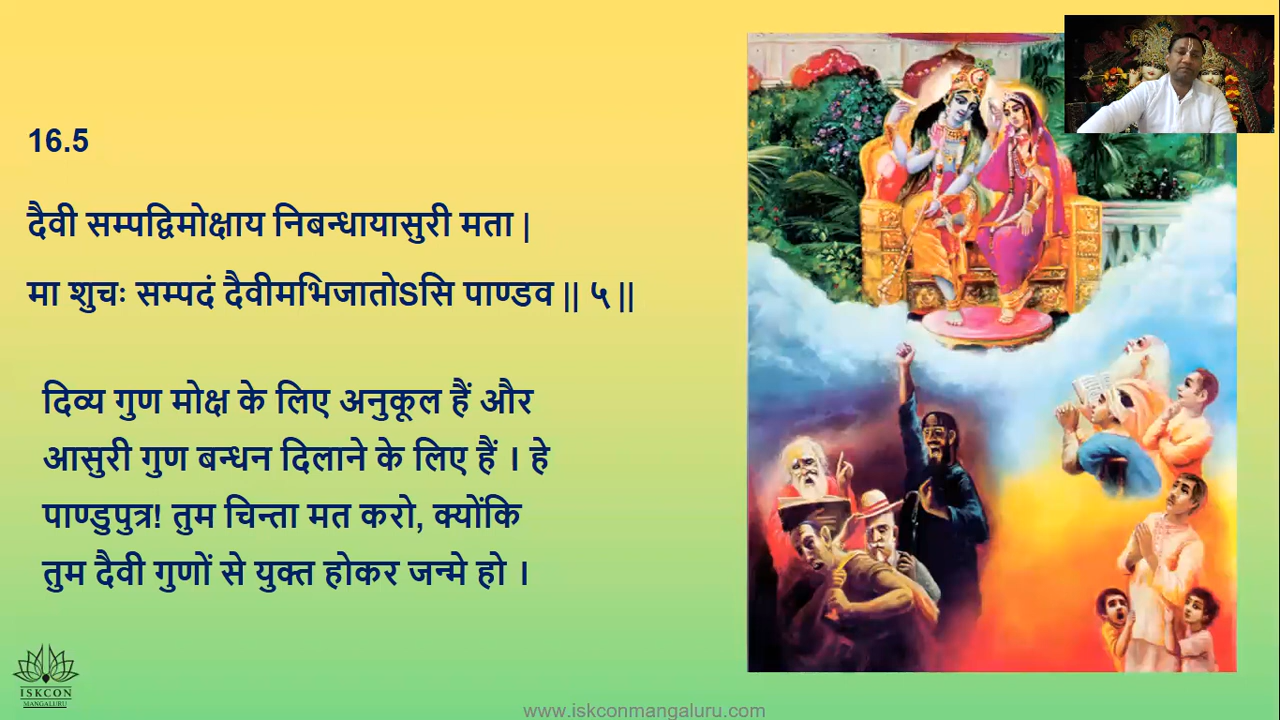 16.5
दैवी सम्पद्विमोक्षाय निबन्धायासुरी मता |
मा शुचः सम्पदं दैवीमभिजातोSसि पाण्डव || ५ ||
दिव्य गुण मोक्ष के लिए अनुकूल हैं और
आसुरी गुण बन्धन दिलाने के लिए हैं । हे
पाण्डुपुत्र! तुम चिन्ता मत करो, क्योंकि
तुम दैवी गुणों से युक्त होकर जन्मे हो ।
ISKCON
MANGALURU
www.iskconmangaluru.com